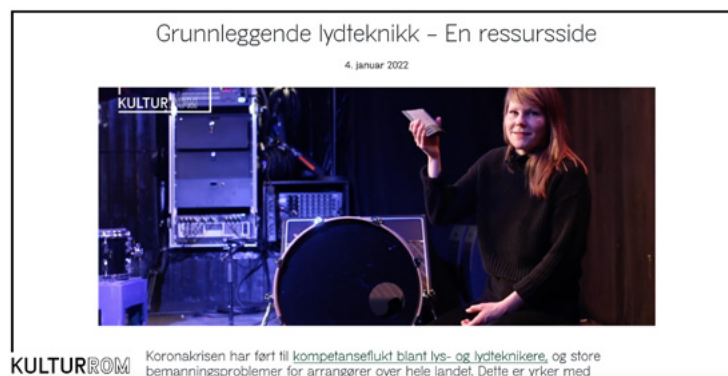 Grunnleggende lydteknikk – En ressursside
4. januar 2022
KULTUR
KULTURROM
Koronakrisen har ført til kompetanseflukt blant lys- og lydteknikere, og store
bemanningsproblemer for arrangører over hele landet. Dette er yrker med